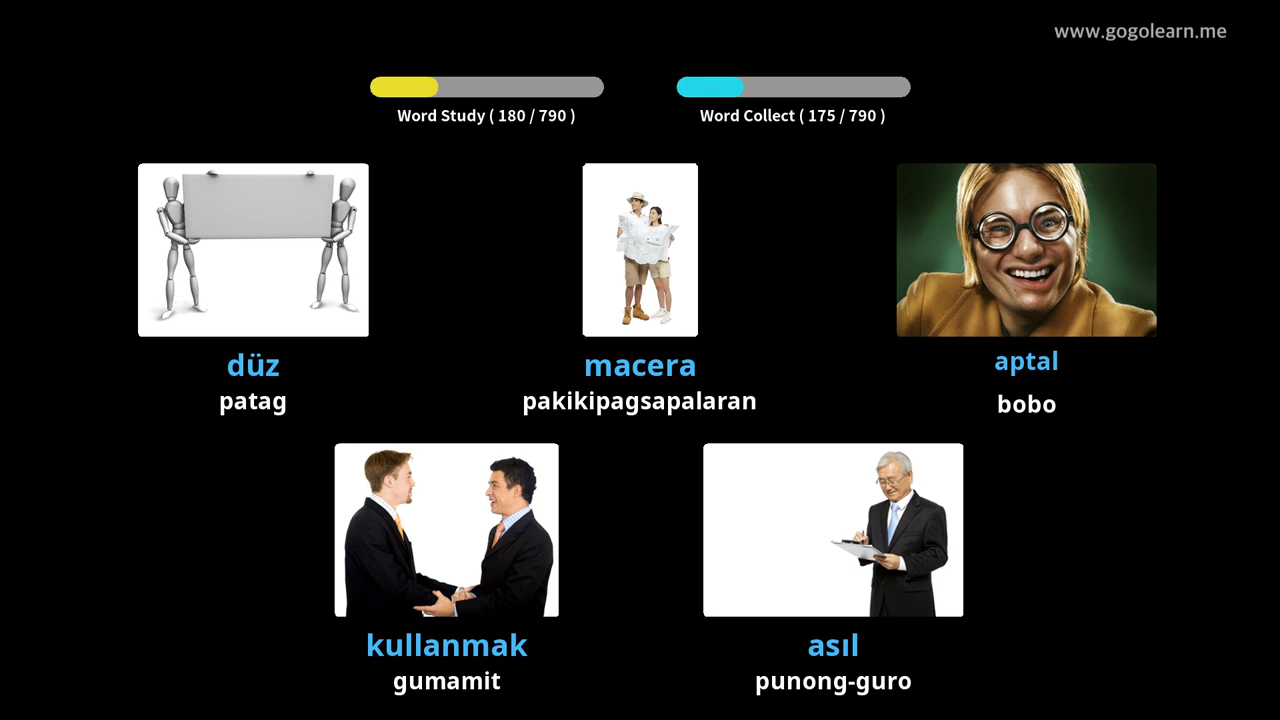 www.gogolearn.me
Word Study ( 180 / 790 )
Word Collect ( 175 / 790 )
düz
patag
macera
pakikipagsapalaran
aptal
bobo
kullanmak
gumamit
asıl
punong-guro